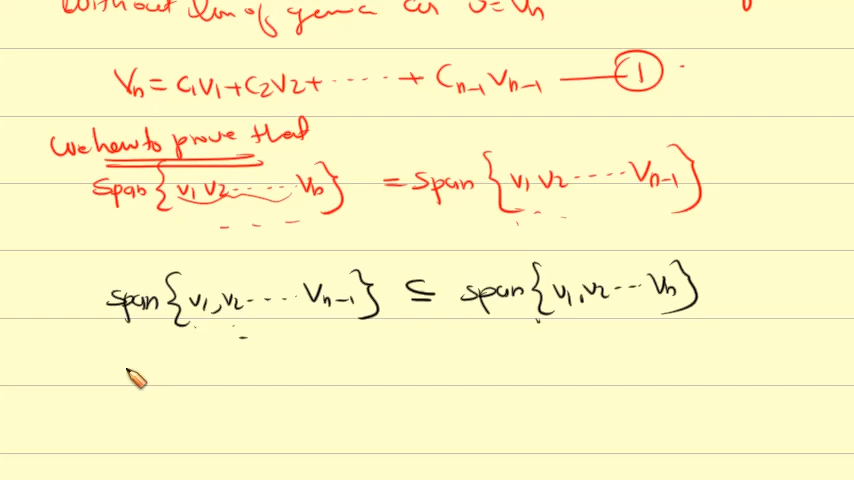 without
Vn = C1V1+C2V2+ ..... + Cn-1 Vn-1 — 1
we have to prove that
Span{V1 V2 ...... Vn} = Span{V1 V2 ..... Vn-1}
Span{V1, V2 ..... Vn-1} ⊆ Span{V1, V2 ... Vn}